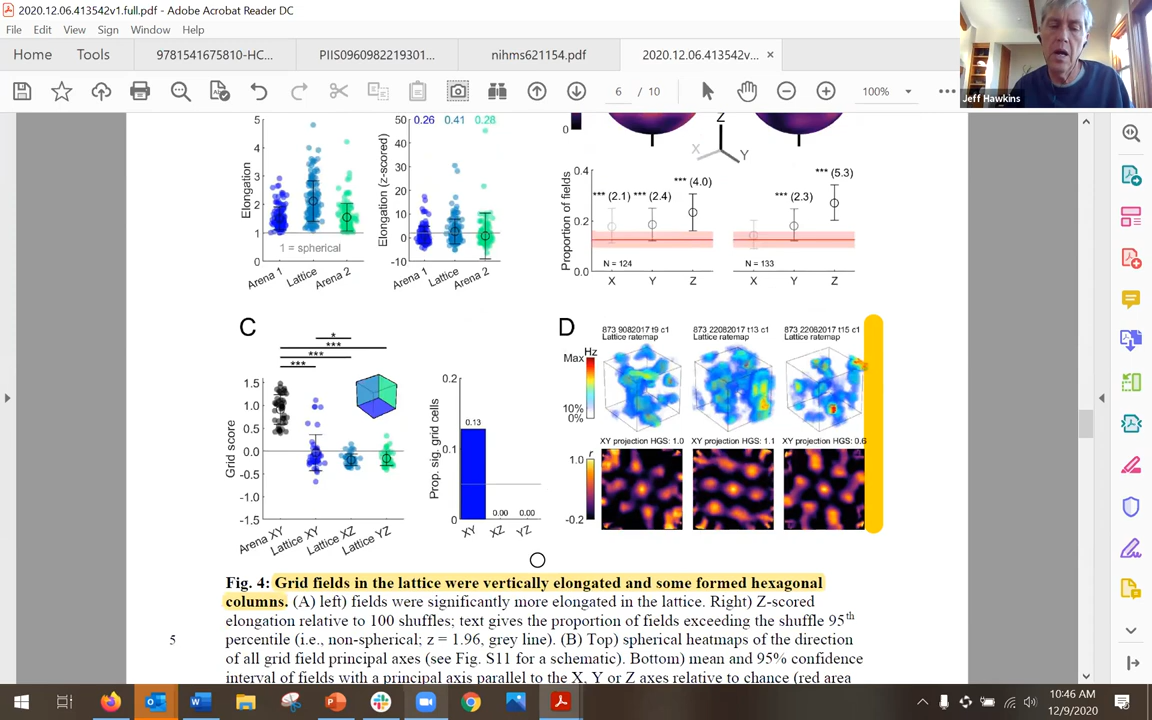 2020.12.06.413542v1.full.pdf - Adobe Acrobat Reader DC
File Edit View Sign Window Help
Home Tools 9781541675810-HC... PIIS0960982219301... nihms621154.pdf 2020.12.06.413542v1... ×
6 / 10 100%
Jeff Hawkins
5 4 3 2 1 0
Elongation
1 = spherical
Arena 1 Lattice Arena 2
0.26 0.41 0.28
50 40 30 20 10 0 -10
Elongation (z-scored)
Arena 1 Lattice Arena 2
0
Z
X Y
0.4
0.2
0.0
Proportion of fields
*** (2.1) *** (2.4) *** (4.0)
N = 124
X Y Z
*** (2.3) *** (5.3)
N = 133
X Y Z
C
*
***
***
***
1.5
1.0
0.5
0.0
-0.5
-1.0
-1.5
Grid score
Arena XY Lattice XY Lattice XZ Lattice YZ
0.2
0.1
0
Prop. sig. grid cells
0.13 0.00 0.00
XY XZ YZ
D
873 9082017 t9 c1 873 22082017 t13 c1 873 22082017 t15 c1
Lattice ratemap Lattice ratemap Lattice ratemap
Hz
Max
10%
0%
XY projection HGS: 1.0 XY projection HGS: 1.1 XY projection HGS: 0.6
r
1.0
-0.2
Fig. 4: Grid fields in the lattice were vertically elongated and some formed hexagonal
columns. (A) left) fields were significantly more elongated in the lattice. Right) Z-scored
elongation relative to 100 shuffles; text gives the proportion of fields exceeding the shuffle 95th
5 percentile (i.e., non-spherical; z = 1.96, grey line). (B) Top) spherical heatmaps of the direction
of all grid field principal axes (see Fig. S11 for a schematic). Bottom) mean and 95% confidence
interval of fields with a principal axis parallel to the X, Y or Z axes relative to chance (red area
10:46 AM
12/9/2020